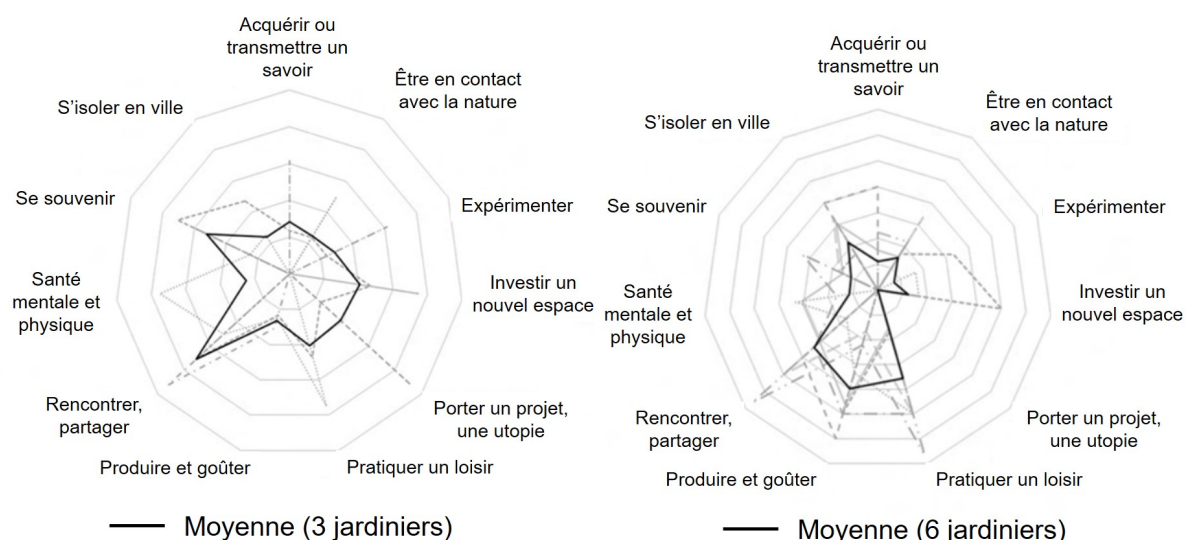 Acquérir ou
transmettre un
savoir
Être en contact
avec la nature
Expérimenter
Investir un
nouvel espace
Porter un projet,
une utopie
Pratiquer un loisir
Produire et goûter
Rencontrer,
partager
Santé
mentale et
physique
Se souvenir
S'isoler en ville
Moyenne (3 jardiniers)
Acquérir ou
transmettre un
savoir
Être en contact
avec la nature
Expérimenter
Investir un
nouvel espace
Porter un projet,
une utopie
Pratiquer un loisir
Produire et goûter
Rencontrer,
partager
Santé
mentale et
physique
Se souvenir
S'isoler en ville
Moyenne (6 jardiniers)